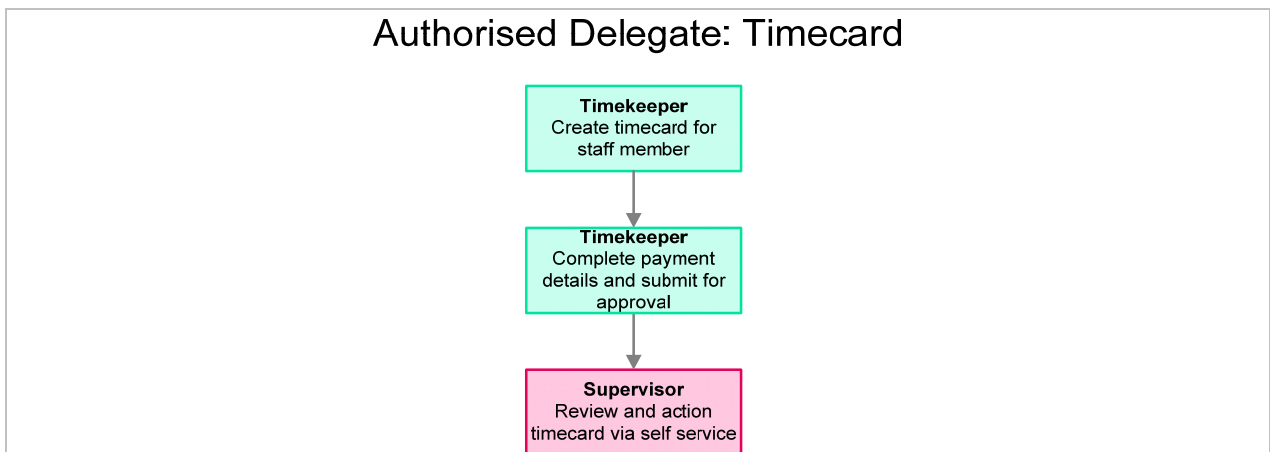 Authorised Delegate: Timecard
Timekeeper
Create timecard for
staff member
Timekeeper
Complete payment
details and submit for
approval
Supervisor
Review and action
timecard via self service